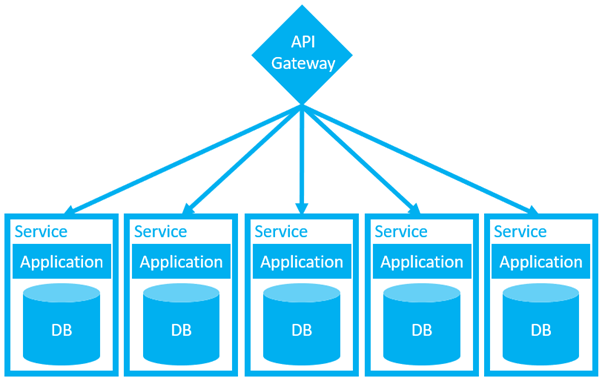 API
Gateway
Service
Application
DB
Service
Application
DB
Service
Application
DB
Service
Application
DB
Service
Application
DB